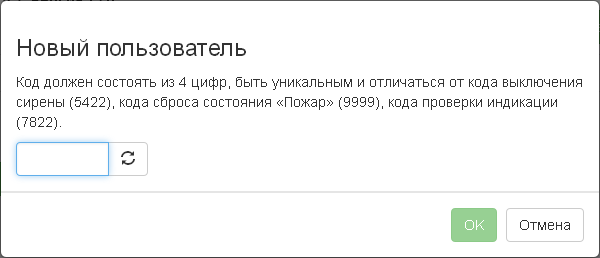 Новый пользователь
Код должен состоять из 4 цифр, быть уникальным и отличаться от кода выключения
сирены (5422), кода сброса состояния «Пожар» (9999), кода проверки индикации
(7822).
OK
Отмена